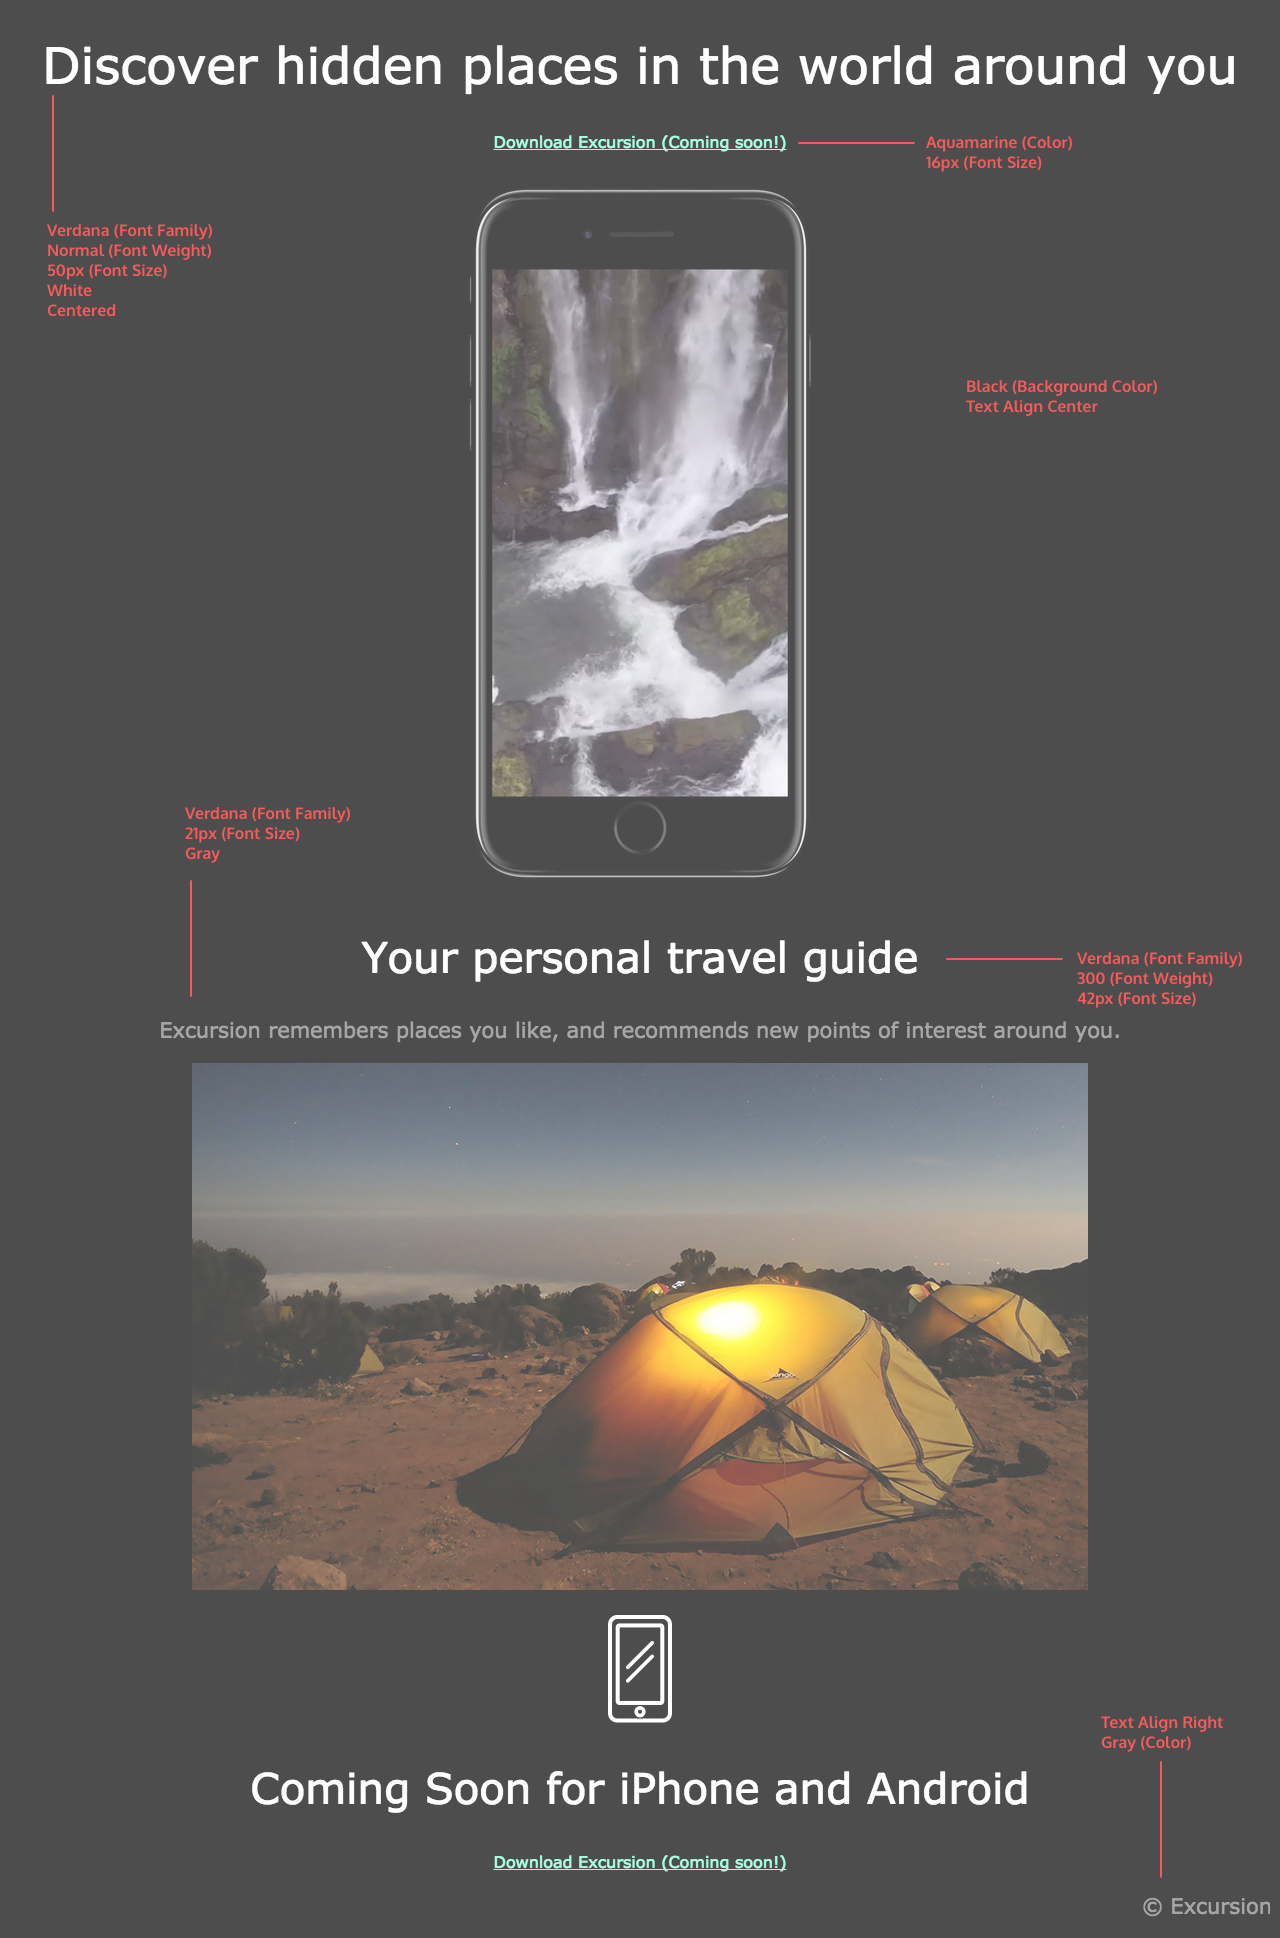 Discover hidden places in the world around you
Download Excursion (Coming soon!)
Aquamarine (Color)
16px (Font Size)
Verdana (Font Family)
Normal (Font Weight)
50px (Font Size)
White
Centered
Black (Background Color)
Text Align Center
Verdana (Font Family)
21px (Font Size)
Gray
Your personal travel guide
Verdana (Font Family)
300 (Font Weight)
42px (Font Size)
Excursion remembers places you like, and recommends new points of interest around you.
Text Align Right
Gray (Color)
Coming Soon for iPhone and Android
Download Excursion (Coming soon!)
© Excursion